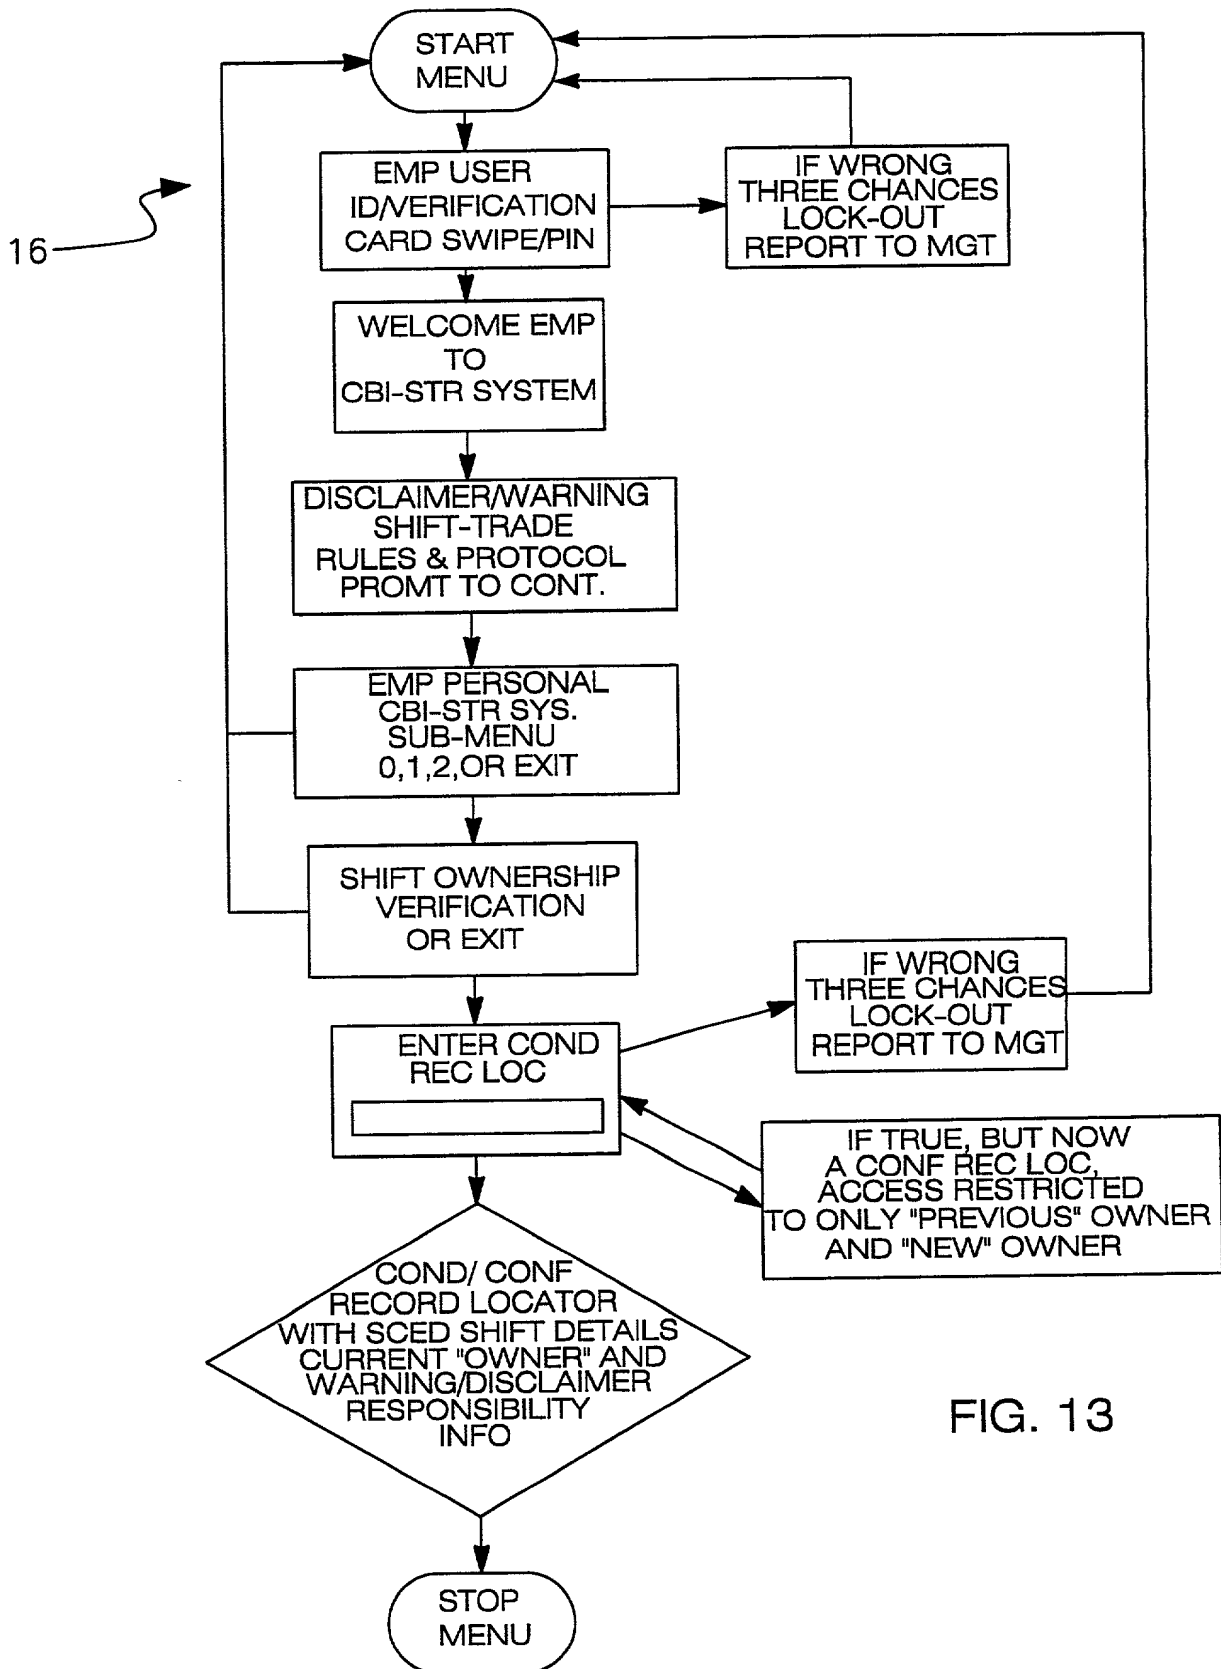 START
MENU
EMP USER
ID/VERIFICATION
CARD SWIPE/PIN
IF WRONG
THREE CHANCES
LOCK-OUT
REPORT TO MGT
16
WELCOME EMP
TO
CBI-STR SYSTEM
DISCLAIMER/WARNING
SHIFT-TRADE
RULES & PROTOCOL
PROMT TO CONT.
EMP PERSONAL
CBI-STR SYS.
SUB-MENU
0,1,2,OR EXIT
SHIFT OWNERSHIP
VERIFICATION
OR EXIT
IF WRONG
THREE CHANCES
LOCK-OUT
REPORT TO MGT
ENTER COND
REC LOC
IF TRUE, BUT NOW
A CONF REC LOC,
ACCESS RESTRICTED
TO ONLY "PREVIOUS" OWNER
AND "NEW" OWNER
COND/ CONF
RECORD LOCATOR
WITH SCED SHIFT DETAILS
CURRENT "OWNER" AND
WARNING/DISCLAIMER
RESPONSIBILITY
INFO
FIG. 13
STOP
MENU